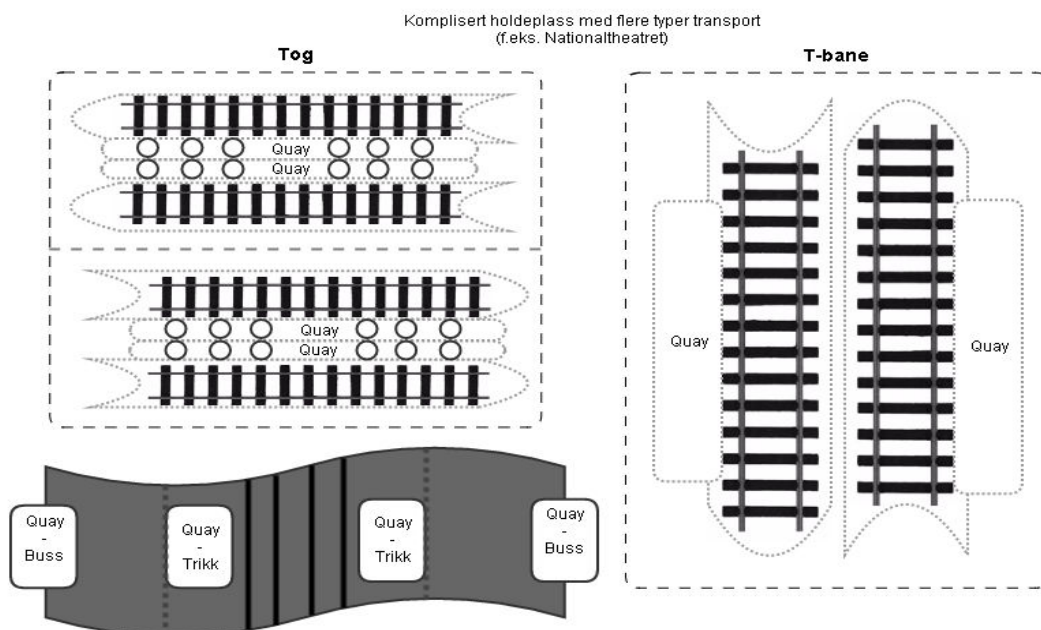 Komplisert holdeplass med flere typer transport
(f.eks. Nationaltheatret)
Tog
T-bane
Quay
Quay
Quay
Quay
Quay
Quay
Quay
-
Buss
Quay
-
Trikk
Quay
-
Trikk
Quay
-
Buss